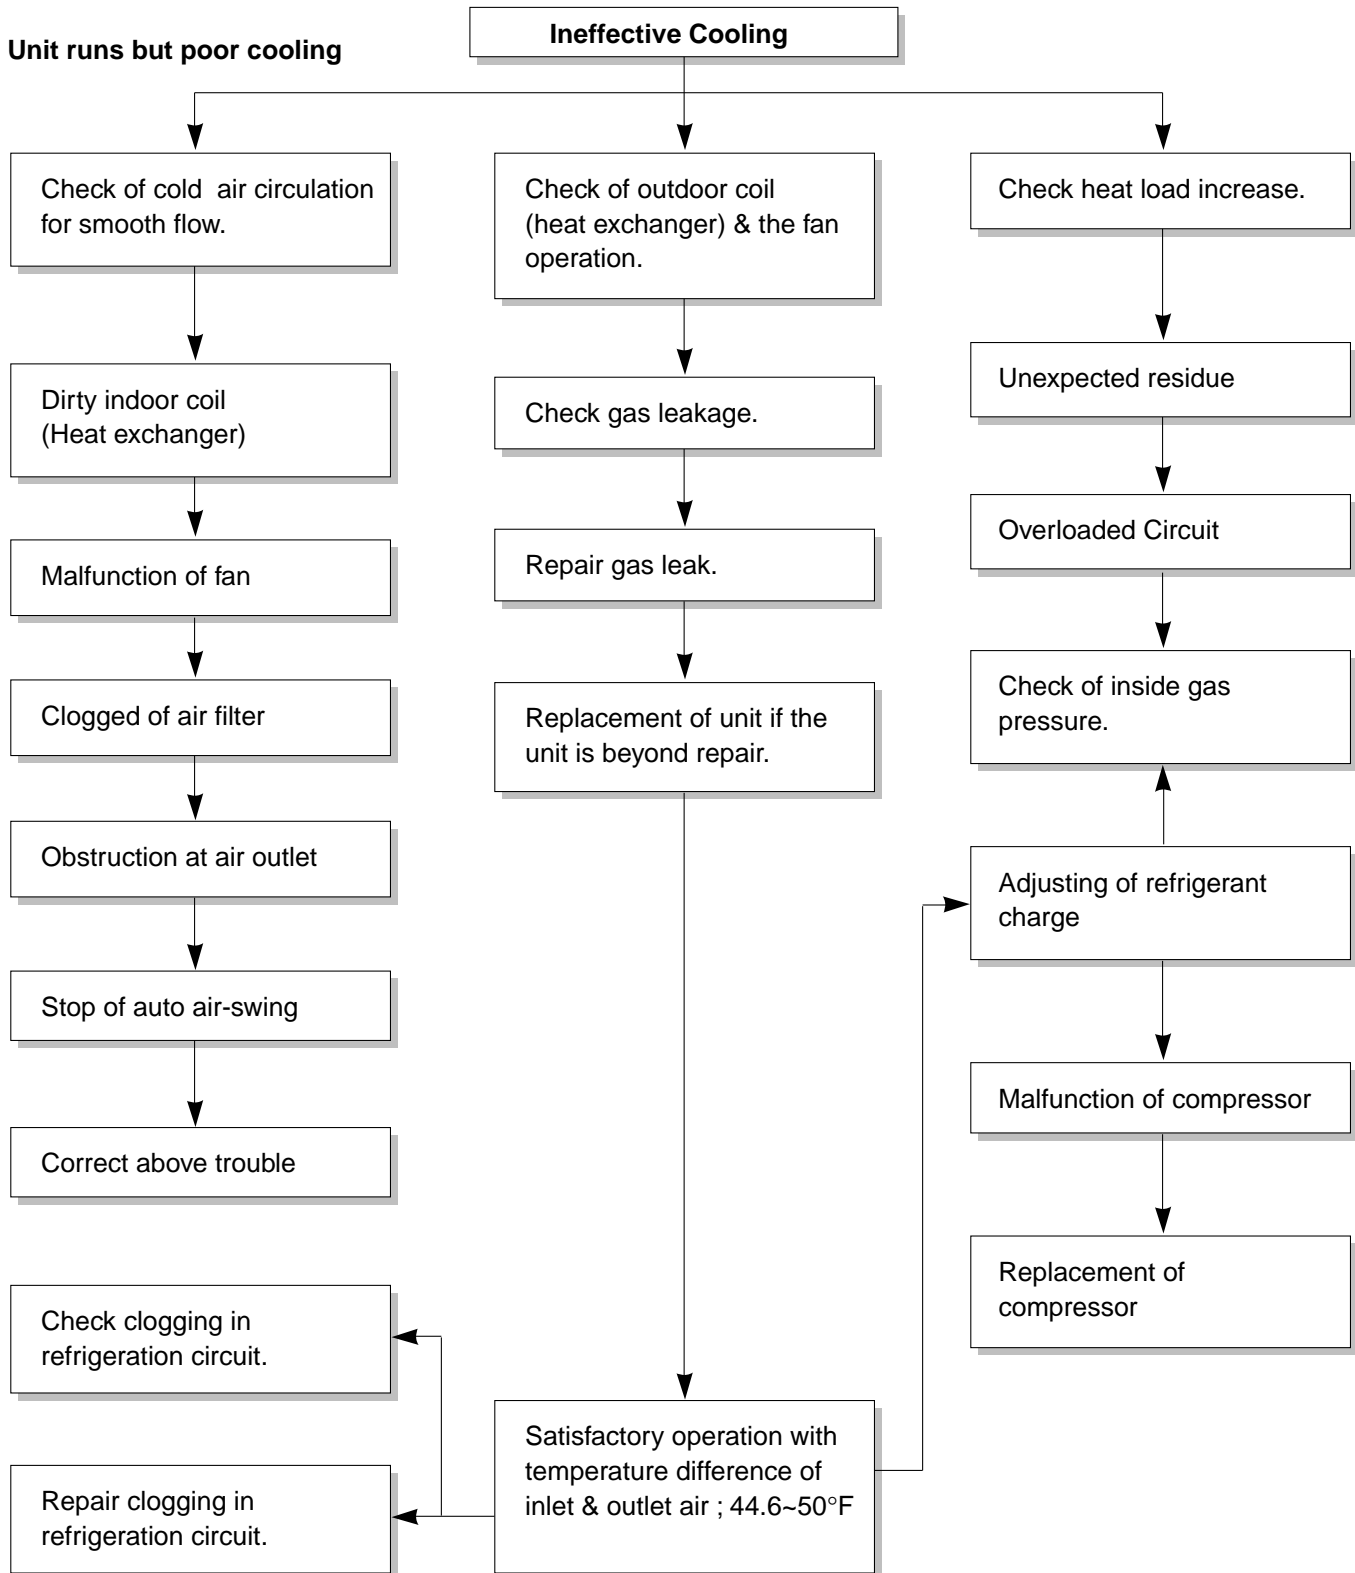 Ineffective Cooling
Unit runs but poor cooling
Check of cold air circulation
for smooth flow.
Dirty indoor coil
(Heat exchanger)
Malfunction of fan
Clogged of air filter
Obstruction at air outlet
Stop of auto air-swing
Correct above trouble
Check clogging in
refrigeration circuit.
Repair clogging in
refrigeration circuit.
Check of outdoor coil
(heat exchanger) & the fan
operation.
Check gas leakage.
Repair gas leak.
Replacement of unit if the
unit is beyond repair.
Satisfactory operation with
temperature difference of
inlet & outlet air ; 44.6~50°F
Check heat load increase.
Unexpected residue
Overloaded Circuit
Check of inside gas
pressure.
Adjusting of refrigerant
charge
Malfunction of compressor
Replacement of
compressor